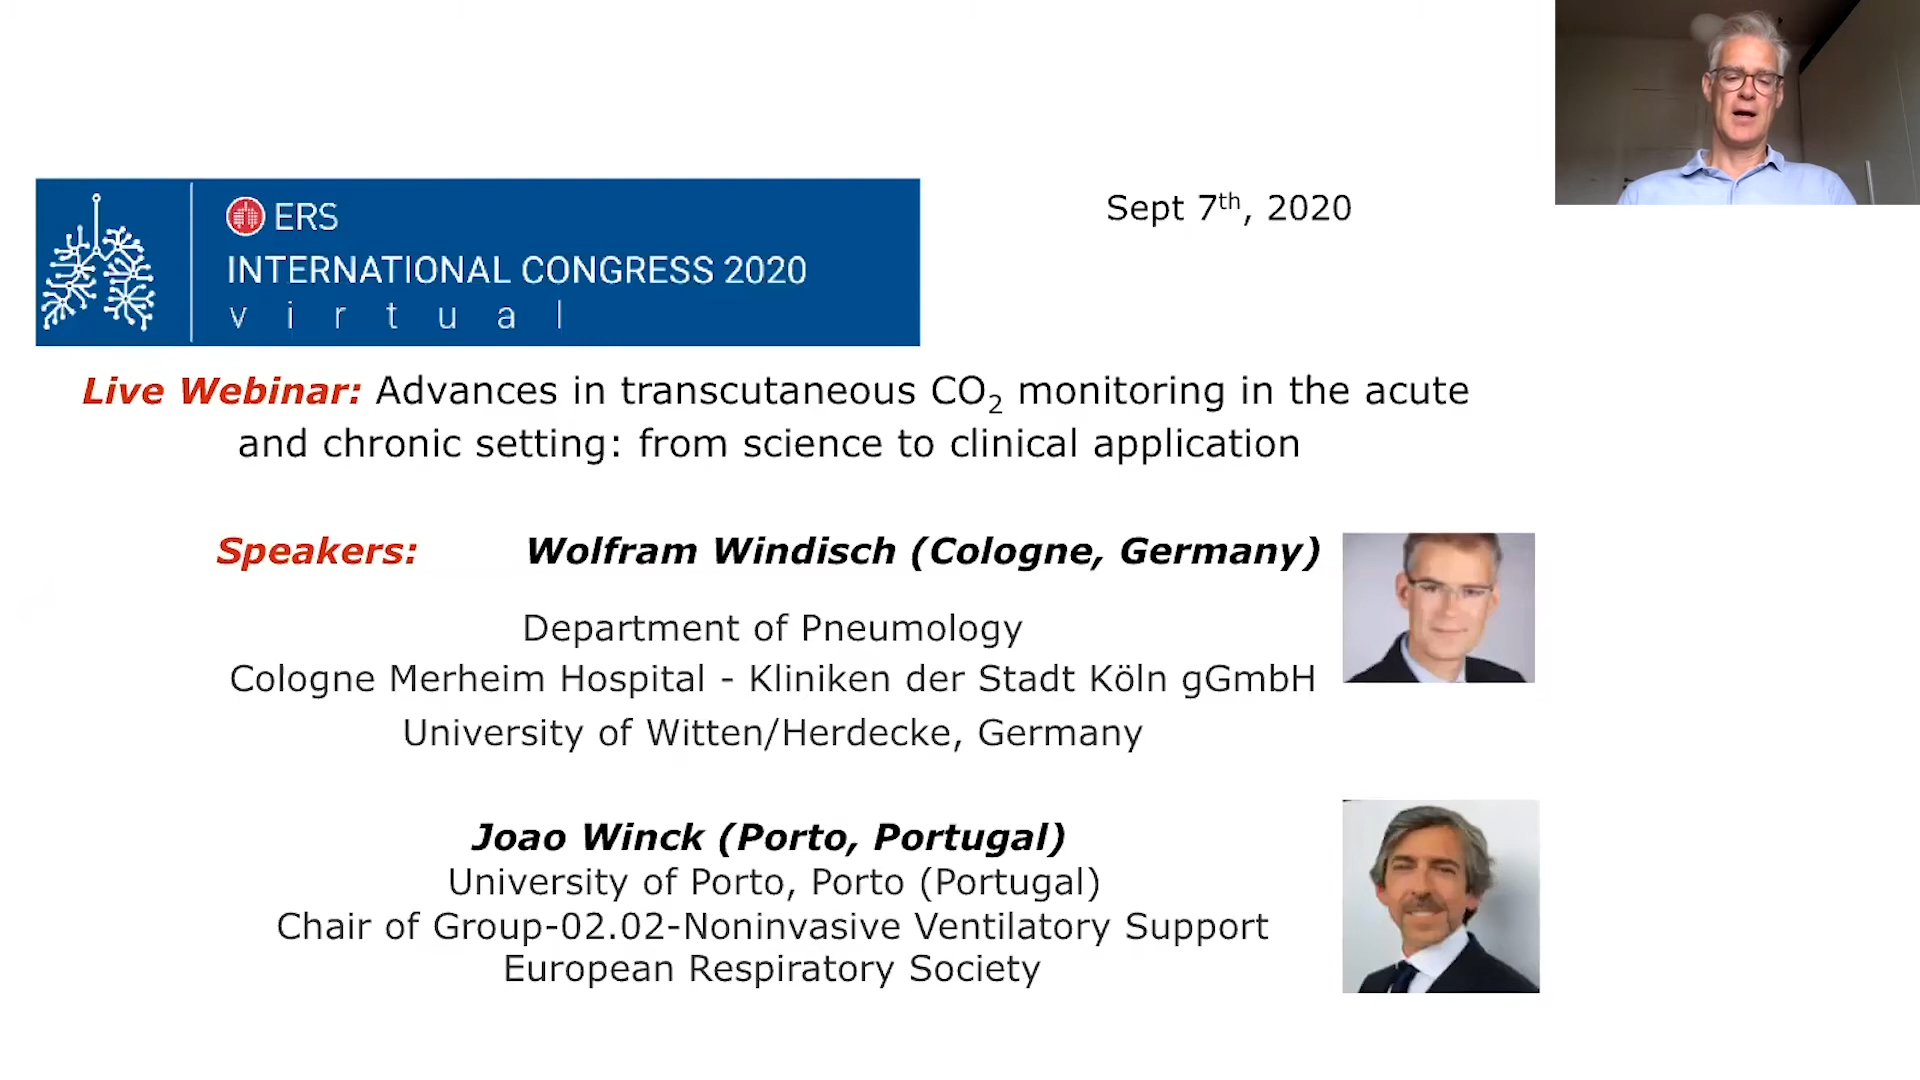 ERS
INTERNATIONAL CONGRESS 2020
virtual
Sept 7th, 2020
Live Webinar: Advances in transcutaneous CO2 monitoring in the acute
and chronic setting: from science to clinical application
Speakers: Wolfram Windisch (Cologne, Germany)
Department of Pneumology
Cologne Merheim Hospital - Kliniken der Stadt Köln gGmbH
University of Witten/Herdecke, Germany
Joao Winck (Porto, Portugal)
University of Porto, Porto (Portugal)
Chair of Group-02.02-Noninvasive Ventilatory Support
European Respiratory Society